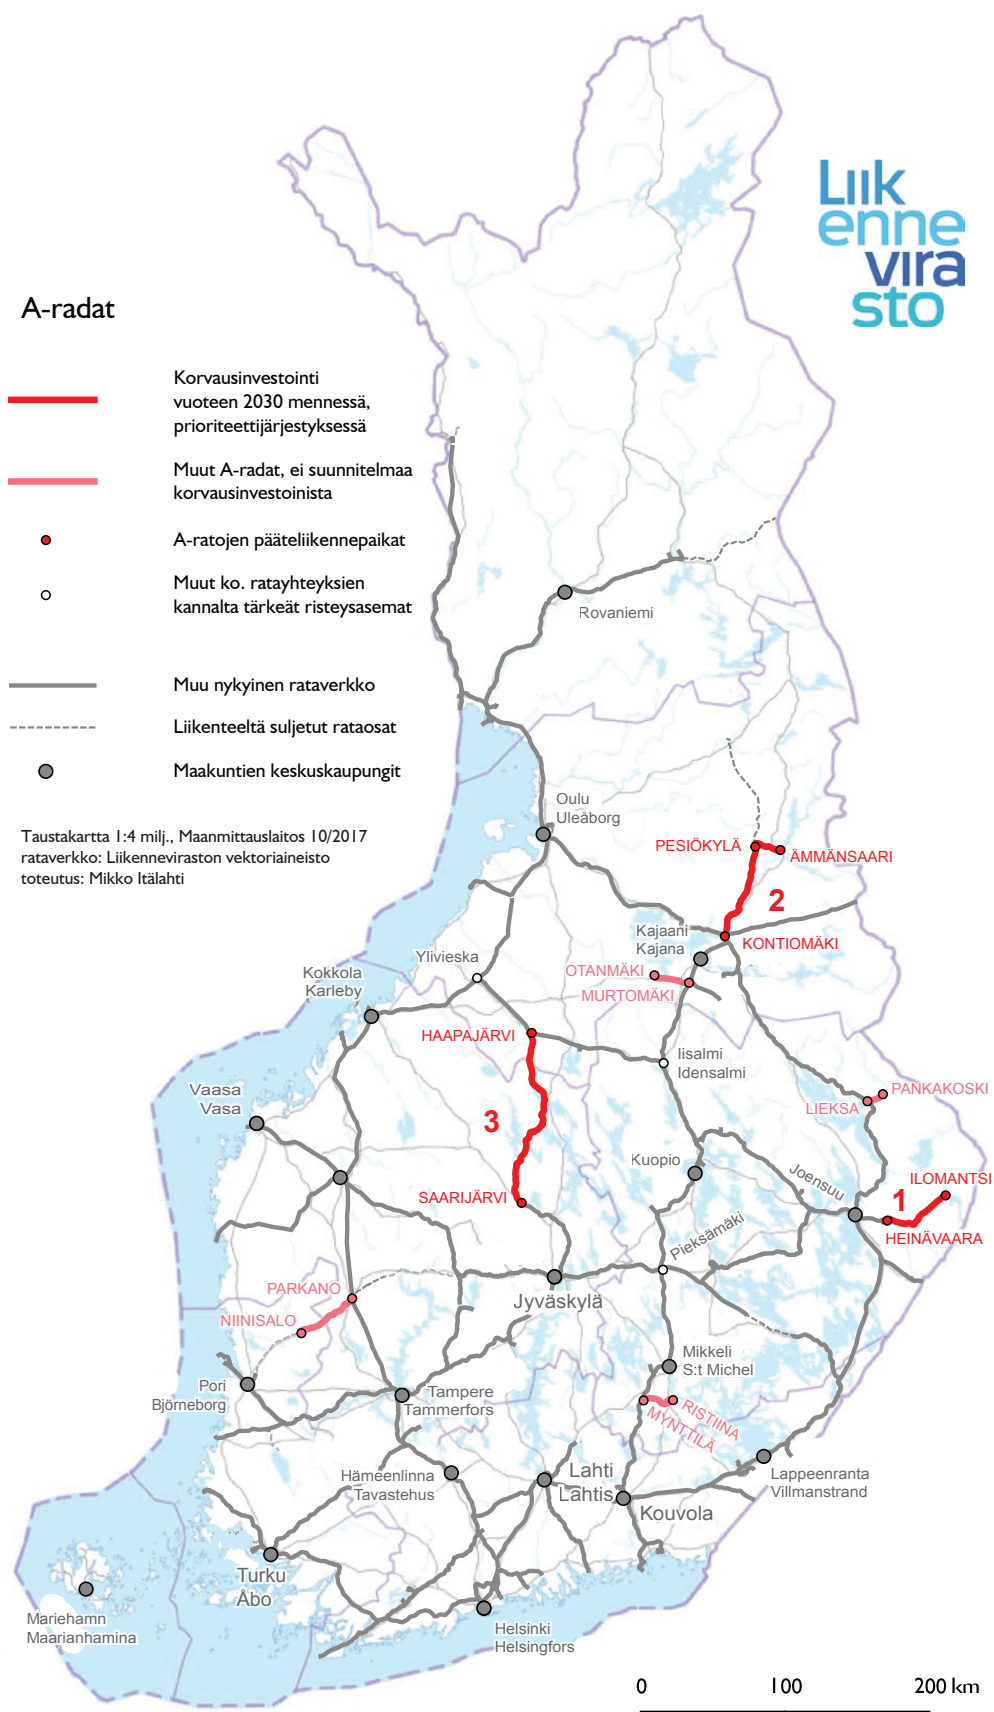 Liik
enne
vira
sto
A-radat
Korvausinvestointi
vuoteen 2030 mennessä,
prioriteettijärjestyksessä
Muut A-radat, ei suunnitelmaa
korvausinvestoinista
A-ratojen pääteliikennepaikat
Muut ko. ratayhteyksien
kannalta tärkeät risteysasemat
Muu nykyinen rataverkko
Liikenteeltä suljetut rataosat
Maakuntien keskuskaupungit
Taustakartta 1:4 milj., Maanmittauslaitos 10/2017
rataverkko: Liikenneviraston vektoriaineisto
toteutus: Mikko Itälahti
Rovaniemi
Oulu
Uleåborg
PESIÖKYLÄ
ÄMMÄNSAARI
2
Kajaani
Kajana
KONTIOMÄKI
Ylivieska
OTANMÄKI
MURTOMÄKI
Kokkola
Karleby
HAAPAJÄRVI
Iisalmi
Idensalmi
Vaasa
Vasa
3
PANKAKOSKI
LIEKSA
Kuopio
Joensuu
ILOMANTSI
1
SAARIJÄRVI
HEINÄVAARA
Pieksämäki
PARKANO
NIINISALO
Jyväskylä
Mikkeli
S:t Michel
Pori
Björneborg
Tampere
Tammerfors
RISTIINA
MYNTTILÄ
Hämeenlinna
Tavastehus
Lahti
Lahtis
Lappeenranta
Villmanstrand
Kouvola
Turku
Åbo
Mariehamn
Maarianhamina
Helsinki
Helsingfors
0 100 200 km